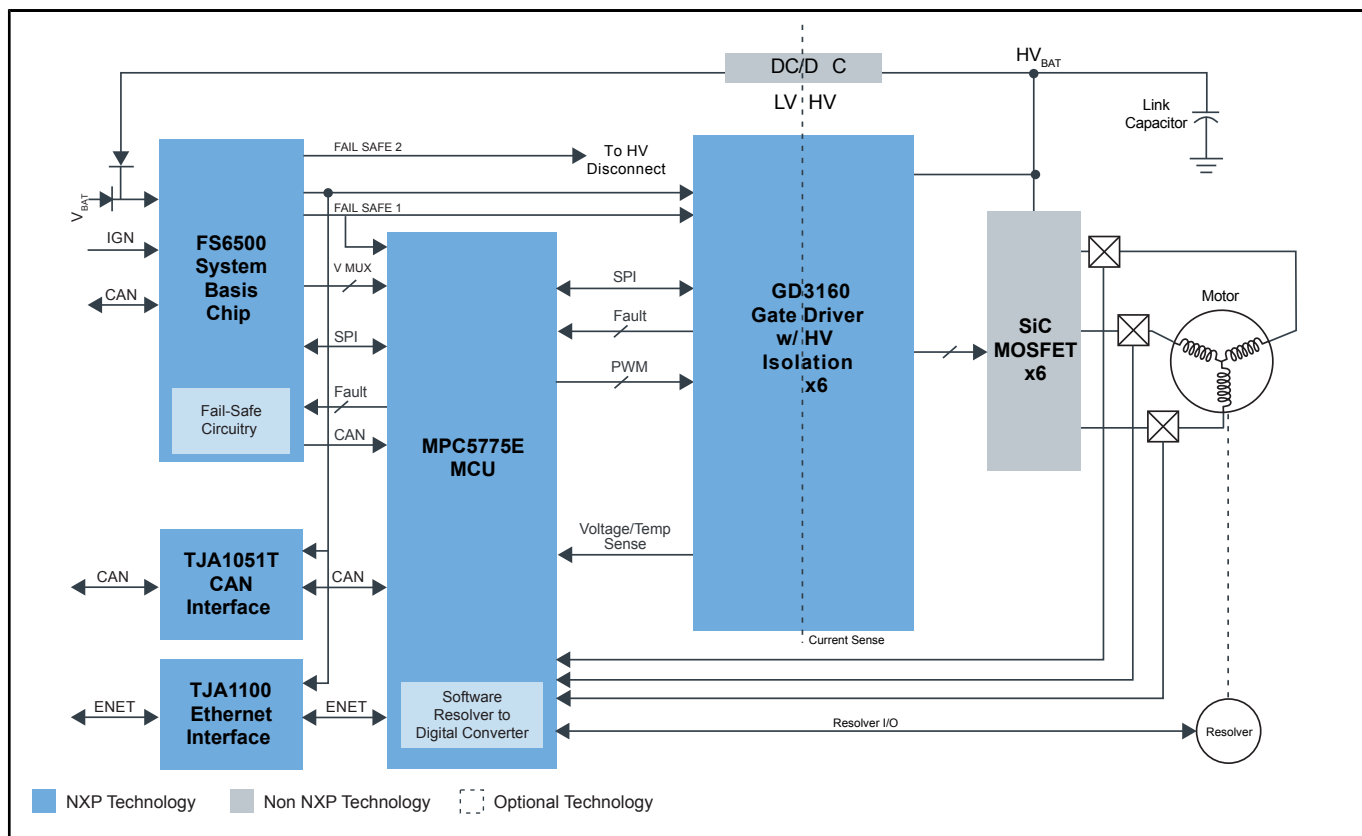 DC/D C
HV BAT
LV HV
Link
Capacitor
FAIL SAFE 2
To HV
Disconnect
V BAT
FAIL SAFE 1
IGN
CAN
FS6500
System
Basis
Chip
V MUX
SPI
Fault
CAN
Fail-Safe
Circuitry
MPC5775E
MCU
SPI
Fault
PWM
Voltage/Temp
Sense
GD3160
Gate Driver
w/ HV
Isolation
x6
SiC
MOSFET
x6
Motor
CAN
TJA1051T
CAN
Interface
CAN
Current Sense
ENET
TJA1100
Ethernet
Interface
ENET
Software
Resolver to
Digital Converter
Resolver I/O
Resolver
NXP Technology
Non NXP Technology
Optional Technology